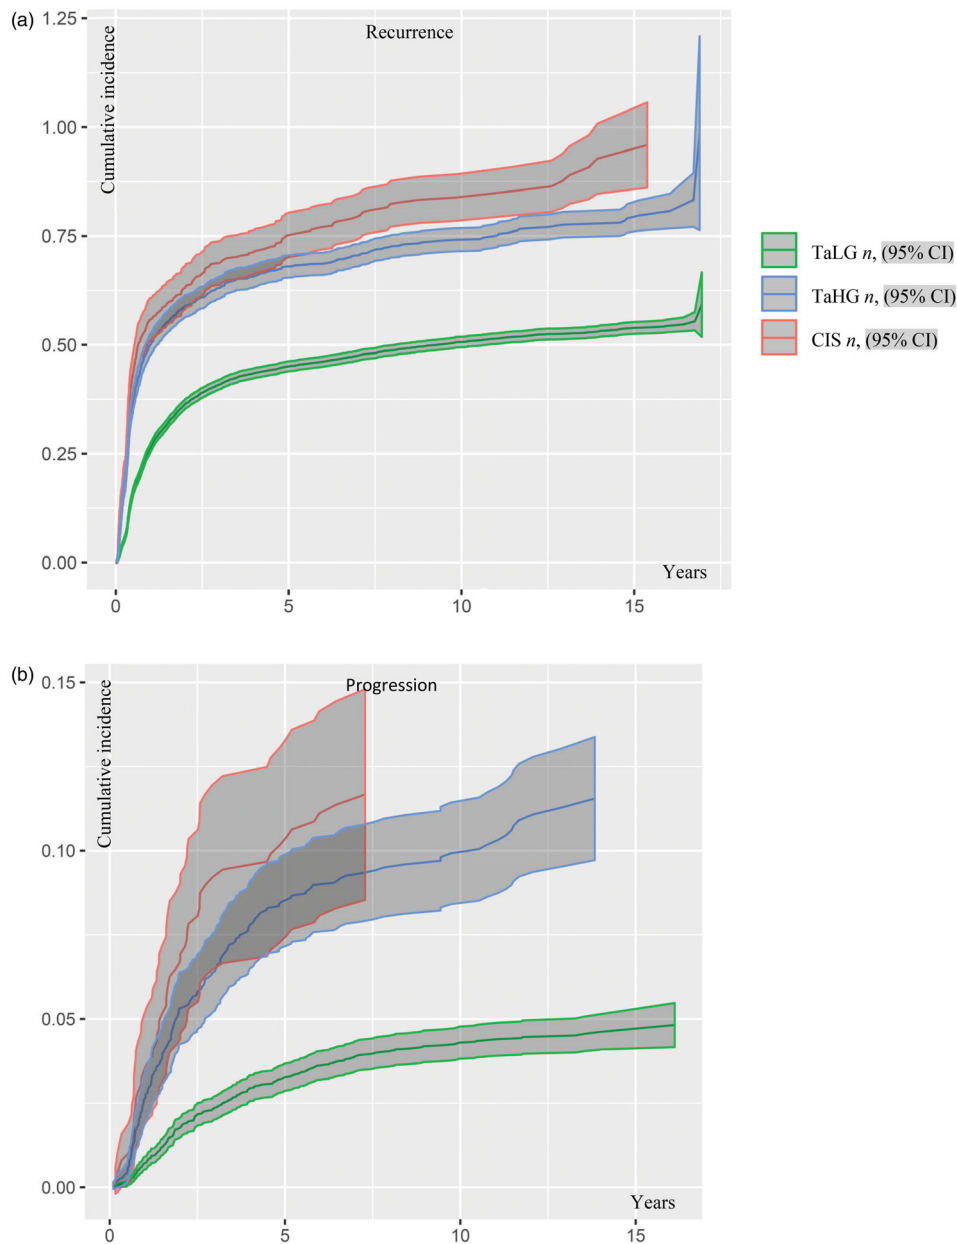 (a)
Recurrence
Cumulative incidence
1.25
1.00
0.75
0.50
0.25
0.00
Years
0 5 10 15
TaLG n, (95% CI)
TaHG n, (95% CI)
CIS n, (95% CI)
(b)
Progression
Cumulative incidence
0.15
0.10
0.05
0.00
Years
0 5 10 15